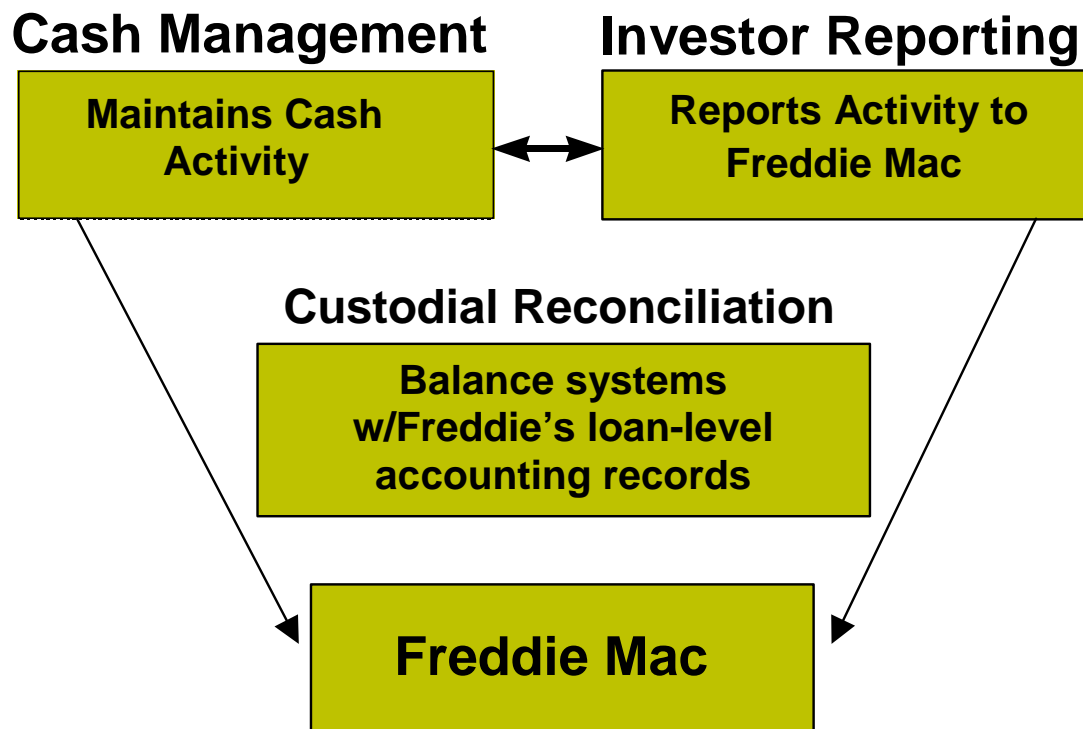 Cash Management
Investor Reporting
Maintains Cash
Activity
Reports Activity to
Freddie Mac
Custodial Reconciliation
Balance systems
w/Freddie’s loan-level
accounting records
Freddie Mac